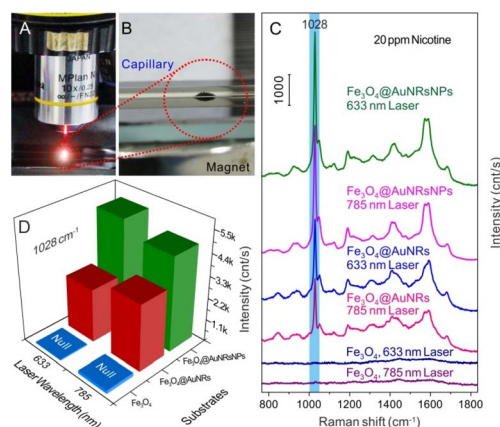 A
JAPAN
MPlan N
10x/0.25
∞/-/FN22
B
Capillary
Magnet
C
1028
20 ppm Nicotine
1000
Fe₃O₄@AuNRsNPs
633 nm Laser
Fe₃O₄@AuNRsNPs
785 nm Laser
Fe₃O₄@AuNRs
633 nm Laser
Fe₃O₄@AuNRs
785 nm Laser
Fe₃O₄, 633 nm Laser
Fe₃O₄, 785 nm Laser
Intensity (cnt/s)
800 1000 1200 1400 1600 1800
Raman shift (cm⁻¹)
D
1028 cm⁻¹
5.5k
4.4k
3.3k
2.2k
1.1k
Intensity (cnt/s)
Null
Null
633
785
Laser Wavelength (nm)
Fe₃O₄@AuNRsNPs
Fe₃O₄@AuNRs
Fe₃O₄
Substrates
Intensity (cnt/s)